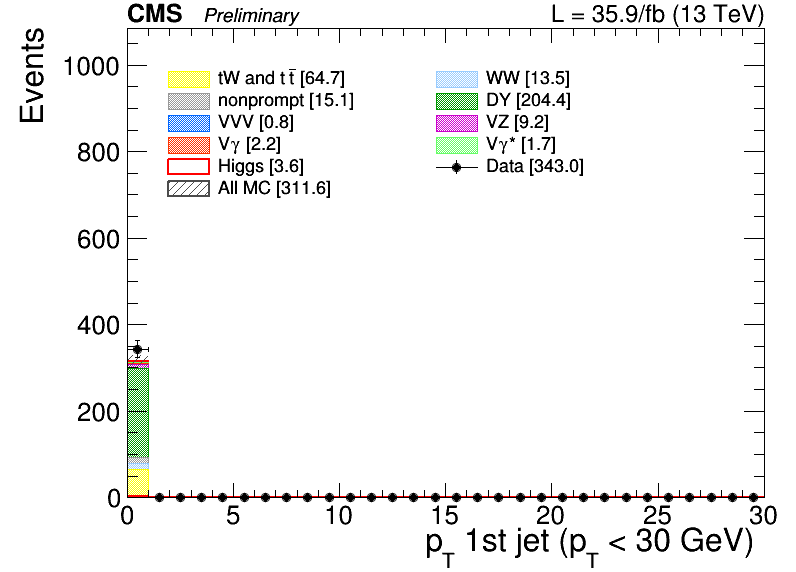 CMS Preliminary L = 35.9/fb (13 TeV)
Events
1000
800
600
400
200
0
tW and t t̅ [64.7] WW [13.5]
nonprompt [15.1] DY [204.4]
VVV [0.8] VZ [9.2]
Vγ [2.2] Vγ* [1.7]
Higgs [3.6] Data [343.0]
All MC [311.6]
0 5 10 15 20 25 30
pT 1st jet (pT < 30 GeV)